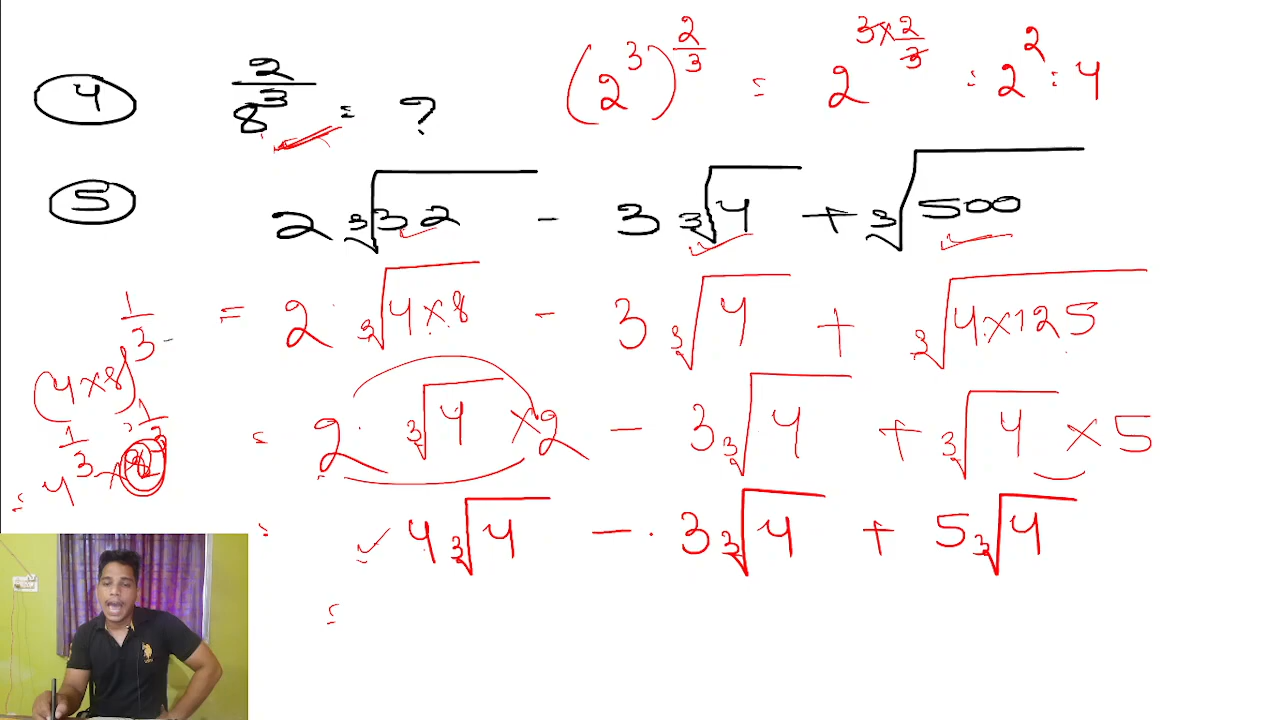 4
2
8^3 = ?
(2^3)^{2/3} = 2^{3×2/3} = 2^2 = 4
5
2 ∛32 - 3 ∛4 + ∛500
= 2 · ∛(4×8) - 3 ∛4 + ∛(4×125)
= 2 · ∛4 × 2 - 3 ∛4 + ∛4 × 5
= 4 ∛4 - 3 ∛4 + 5 ∛4
=
(4×8)^{1/3}